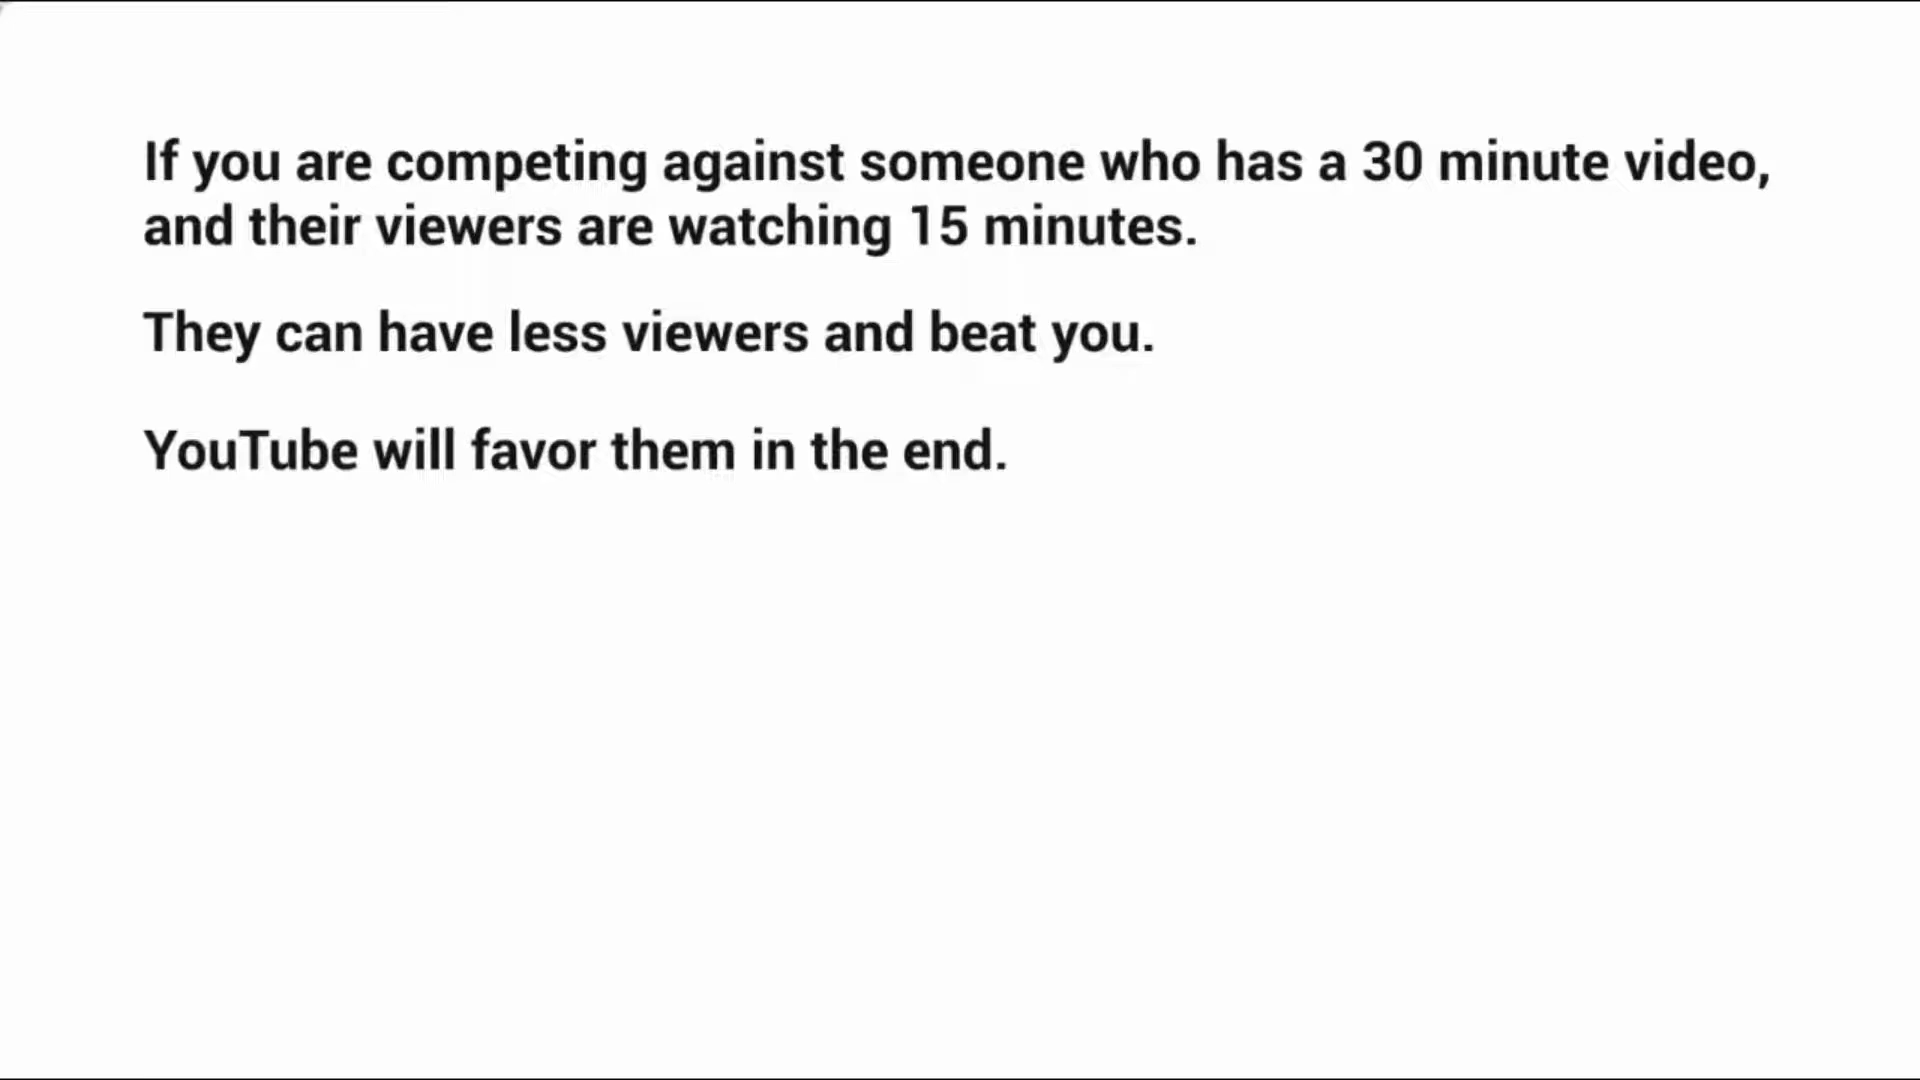 If you are competing against someone who has a 30 minute video,
and their viewers are watching 15 minutes.
They can have less viewers and beat you.
YouTube will favor them in the end.